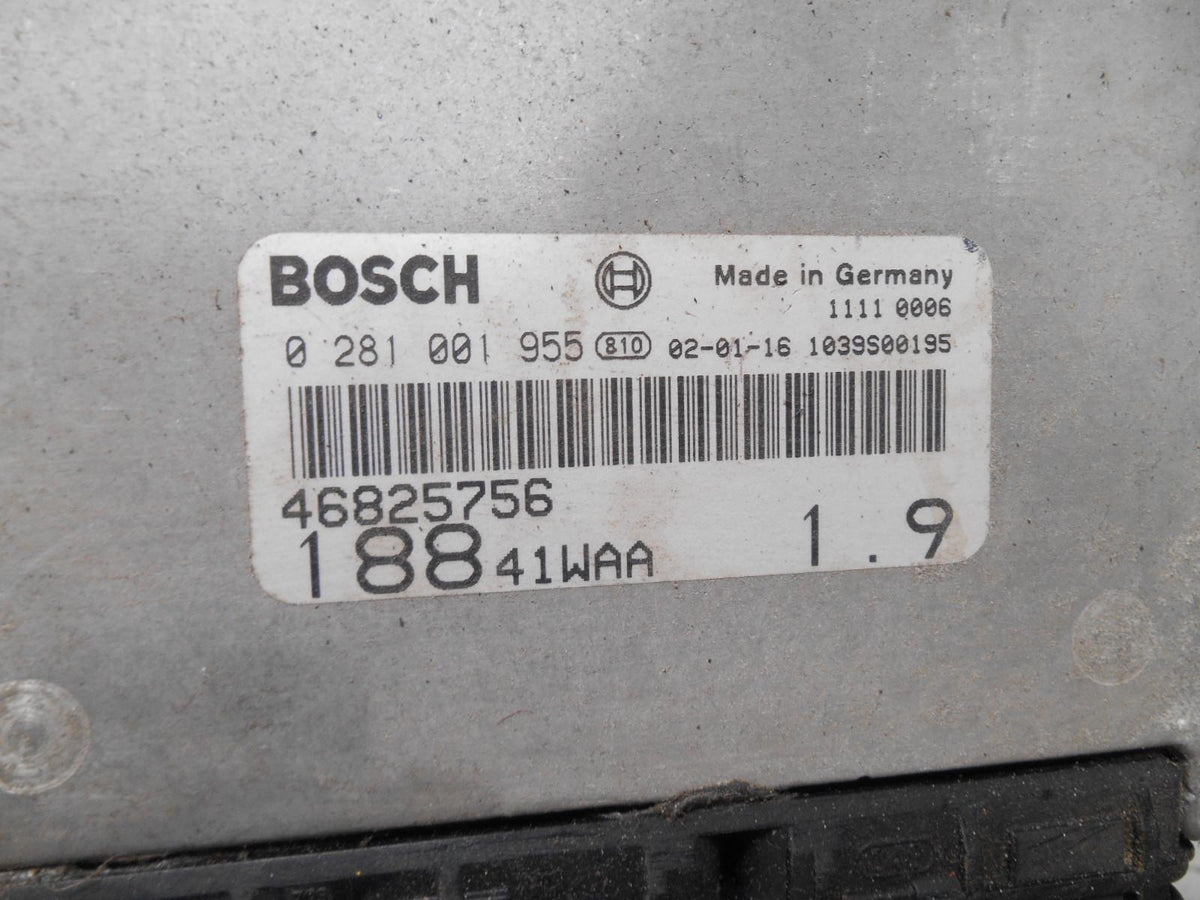 BOSCH Made in Germany
1111 0006
0 281 001 955 810 02-01-16 1039S00195
46825756
188 41WAA 1.9